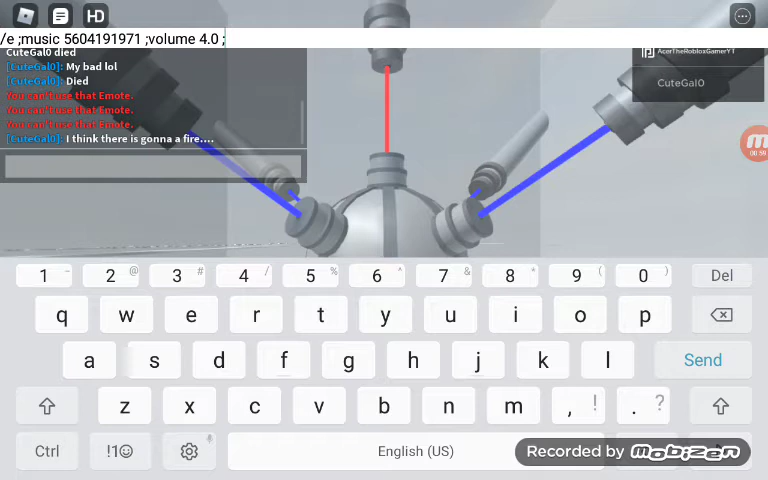 HD
/e ;music 5604191971 ;volume 4.0 ;
CuteGal0 died
AcerTheRobloxGamerYT
[CuteGal0]: My bad lol
CuteGal0
[CuteGal0]: Died
You can't use that Emote.
You can't use that Emote.
You can't use that Emote.
[CuteGal0]: I think there is gonna a fire....
00:59
1 - 2 @ 3 # 4 / 5 % 6 ^ 7 & 8 * 9 ( 0 ) Del
q w e r t y u i o p
a s d f g h j k l Send
z x c v b n m , ! . ?
Ctrl !1☺ English (US)
Recorded by mobizen